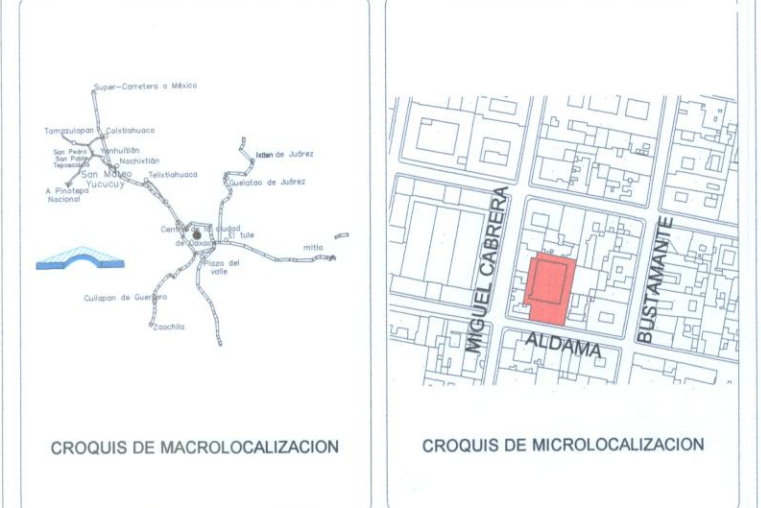 Super-Carretera a México
Tamazulapan
Coixtlahuaca
San Pedro
San Pablo
Yanhuitlán
Nochixtlán
San Mateo
Yucucuy
Telixtlahuaca
A Pinotepa
Nacional
Ixtlan de Juárez
Guelatao de Juárez
Centro de la ciudad
de Oaxaca
El tule
mitla
Plaza del
valle
Cuilapan de Guerrero
Zaachila
CROQUIS DE MACROLOCALIZACION
MIGUEL CABRERA
BUSTAMANTE
ALDAMA
CROQUIS DE MICROLOCALIZACION